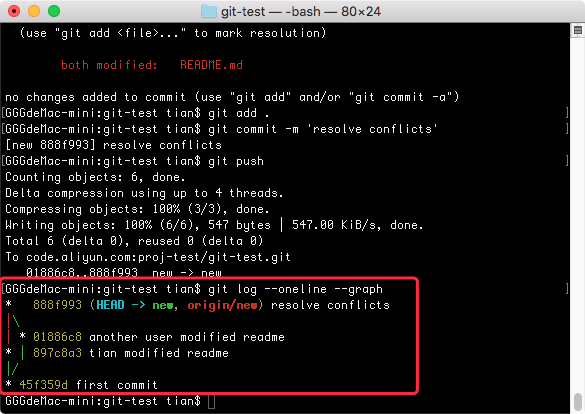 git-test — -bash — 80×24
(use "git add <file>..." to mark resolution)
both modified:   README.md
no changes added to commit (use "git add" and/or "git commit -a")
[GGGdeMac-mini:git-test tian$ git add .                                         ]
[GGGdeMac-mini:git-test tian$ git commit -m 'resolve conflicts'                 ]
[new 888f993] resolve conflicts
[GGGdeMac-mini:git-test tian$ git push                                          ]
Counting objects: 6, done.
Delta compression using up to 4 threads.
Compressing objects: 100% (3/3), done.
Writing objects: 100% (6/6), 547 bytes | 547.00 KiB/s, done.
Total 6 (delta 0), reused 0 (delta 0)
To code.aliyun.com:proj-test/git-test.git
   01886c8..888f993  new -> new
[GGGdeMac-mini:git-test tian$ git log --oneline --graph                         ]
*   888f993 (HEAD -> new, origin/new) resolve conflicts
|\
| * 01886c8 another user modified readme
* | 897c8a3 tian modified readme
|/
* 45f359d first commit
GGGdeMac-mini:git-test tian$